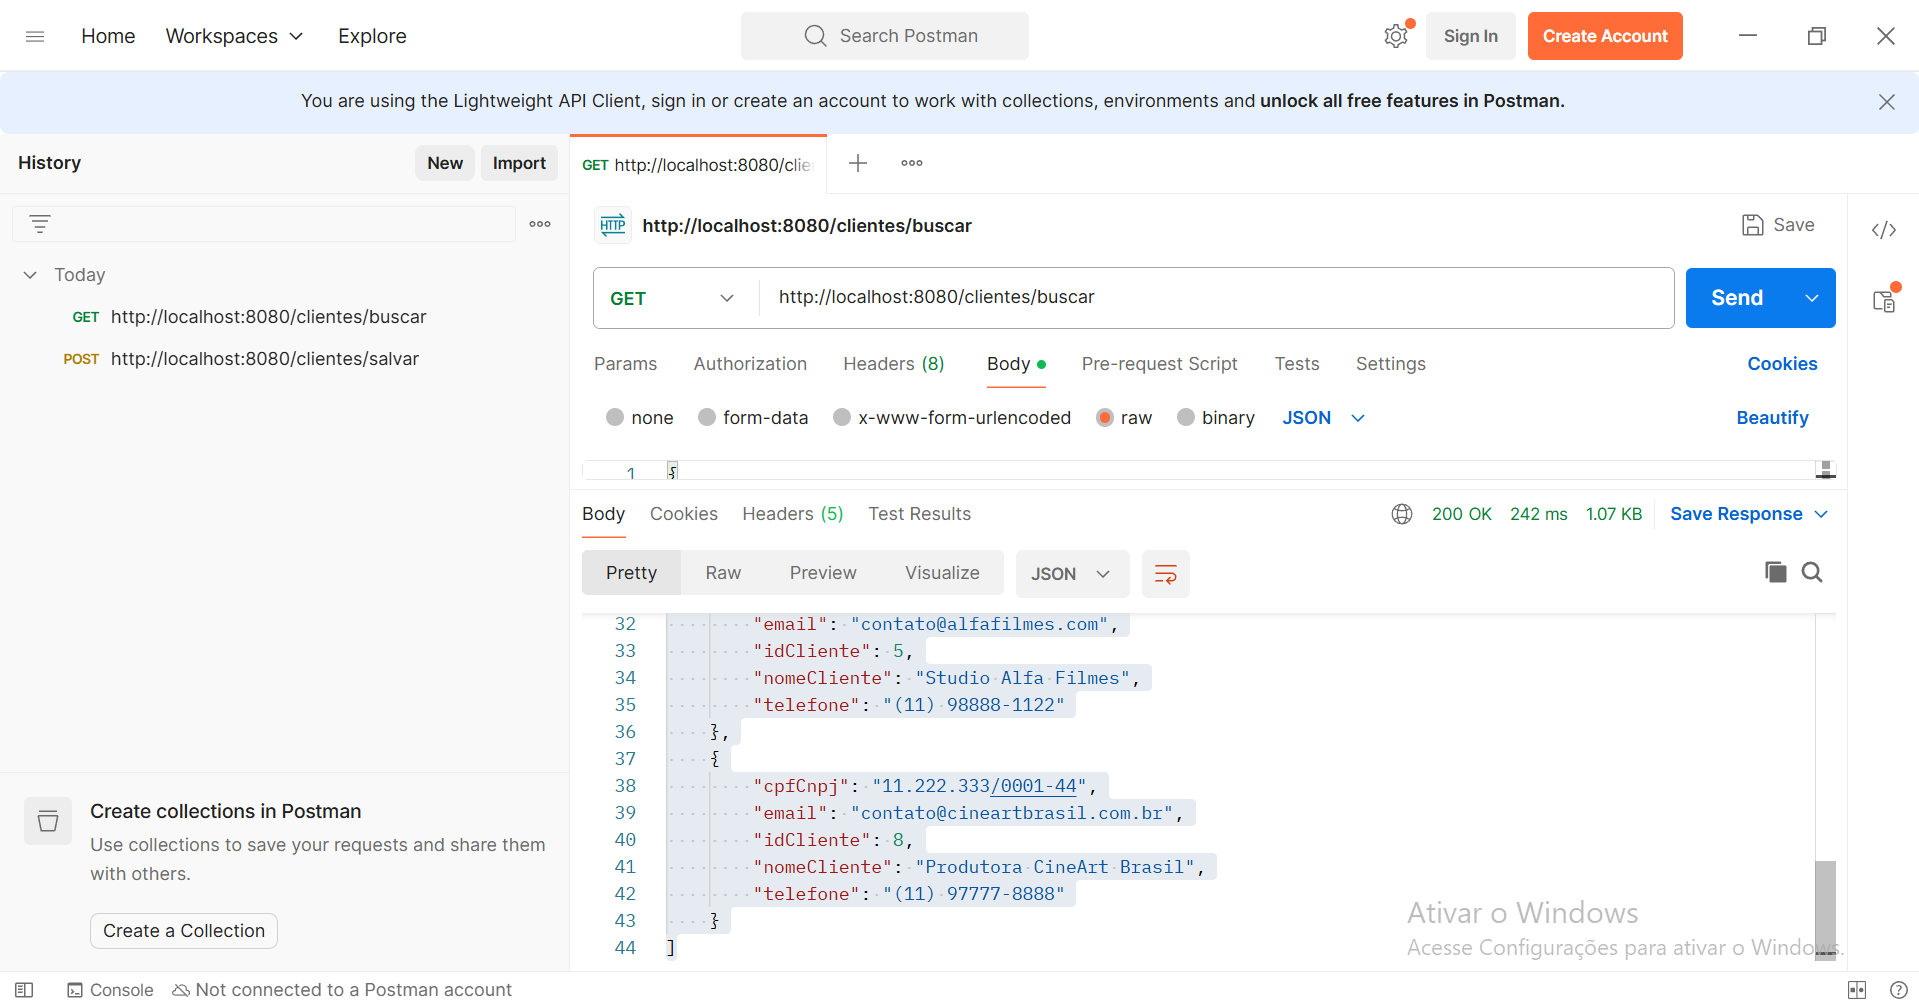 Home Workspaces Explore Search Postman Sign In Create Account
You are using the Lightweight API Client, sign in or create an account to work with collections, environments and unlock all free features in Postman.
History New Import
GET http://localhost:8080/clie
HTTP http://localhost:8080/clientes/buscar Save
Today
GET http://localhost:8080/clientes/buscar
POST http://localhost:8080/clientes/salvar
GET http://localhost:8080/clientes/buscar Send
Params Authorization Headers (8) Body Pre-request Script Tests Settings Cookies
none form-data x-www-form-urlencoded raw binary JSON Beautify
1 {
Body Cookies Headers (5) Test Results 200 OK 242 ms 1.07 KB Save Response
Pretty Raw Preview Visualize JSON
32 "email": "contato@alfafilmes.com",
33 "idCliente": 5,
34 "nomeCliente": "Studio Alfa Filmes",
35 "telefone": "(11) 98888-1122"
36 },
37 {
38 "cpfCnpj": "11.222.333/0001-44",
39 "email": "contato@cineartbrasil.com.br",
40 "idCliente": 8,
41 "nomeCliente": "Produtora CineArt Brasil",
42 "telefone": "(11) 97777-8888"
43 }
44 ]
Create collections in Postman
Use collections to save your requests and share them
with others.
Create a Collection
Ativar o Windows
Acesse Configurações para ativar o Windows.
Console Not connected to a Postman account